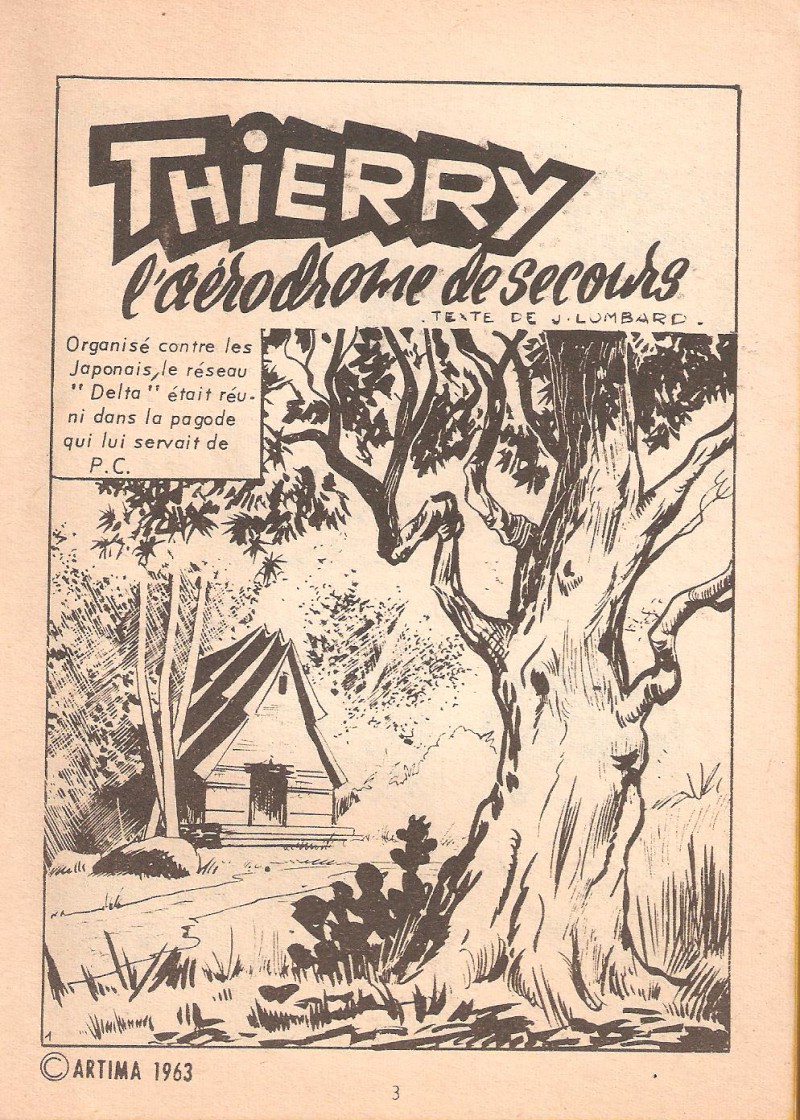 THiERRY
l'aérodrome de secours
. TEXTE DE J. LUMBARD .
Organisé contre les
Japonais, le réseau
" Delta " était réu-
ni dans la pagode
qui lui servait de
P.C.
1
© ARTIMA 1963
3